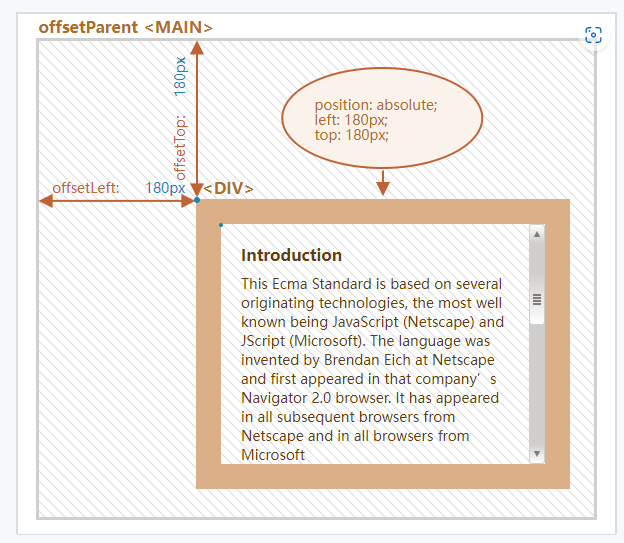 offsetParent <MAIN>
offsetTop: 180px
position: absolute;
left: 180px;
top: 180px;
offsetLeft: 180px
<DIV>
Introduction
This Ecma Standard is based on several
originating technologies, the most well
known being JavaScript (Netscape) and
JScript (Microsoft). The language was
invented by Brendan Eich at Netscape
and first appeared in that company’s
Navigator 2.0 browser. It has appeared
in all subsequent browsers from
Netscape and in all browsers from
Microsoft